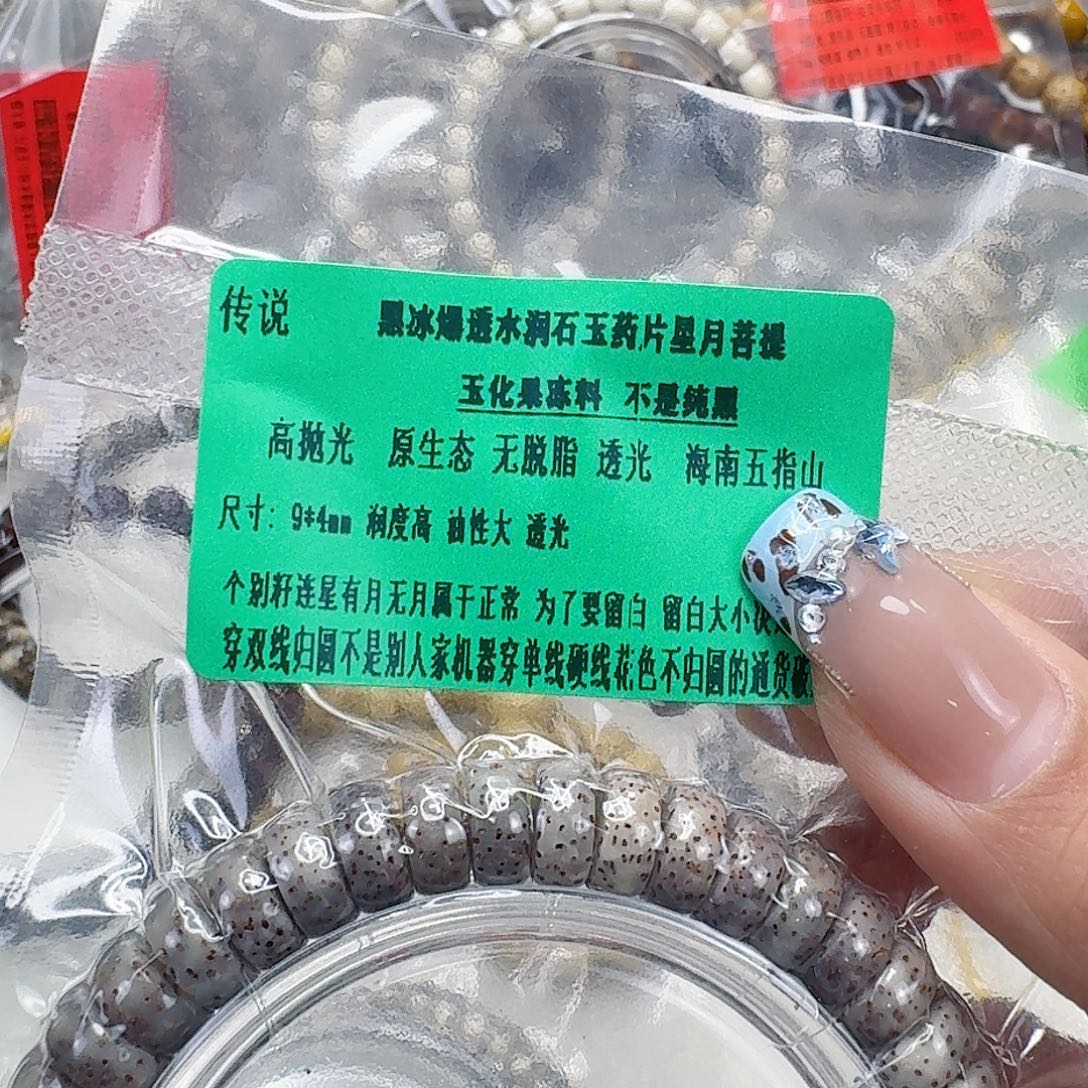 传说 黑冰爆透水润石玉药片星月菩提
玉化果冻料 不是纯黑
高抛光 原生态 无脱脂 透光 海南五指山
尺寸: 9*4mm 润度高 油性大 透光
个别籽连星有月无月属于正常 为了要留白 留白大小
穿双线归圆不是别人家机器穿单线硬线花色不归圆的通货